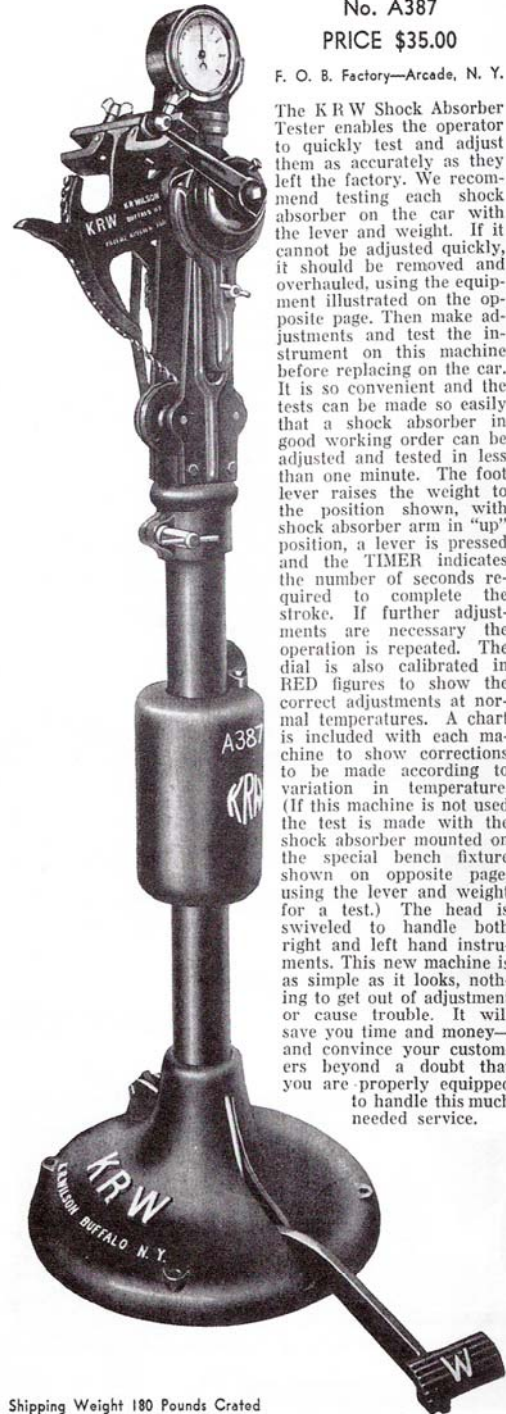 No. A387
PRICE $35.00
F. O. B. Factory—Arcade, N. Y.
The K R W Shock Absorber
Tester enables the operator
to quickly test and adjust
them as accurately as they
left the factory. We recom-
mend testing each shock
absorber on the car with
the lever and weight. If it
cannot be adjusted quickly,
it should be removed and
overhauled, using the equip-
ment illustrated on the op-
posite page. Then make ad-
justments and test the in-
strument on this machine
before replacing on the car.
It is so convenient and the
tests can be made so easily
that a shock absorber in
good working order can be
adjusted and tested in less
than one minute. The foot
lever raises the weight to
the position shown, with
shock absorber arm in "up"
position, a lever is pressed
and the TIMER indicates
the number of seconds re-
quired to complete the
stroke. If further adjust-
ments are necessary the
operation is repeated. The
dial is also calibrated in
RED figures to show the
correct adjustments at nor-
mal temperatures. A chart
is included with each ma-
chine to show corrections
to be made according to
variation in temperature
(If this machine is not used
the test is made with the
shock absorber mounted on
the special bench fixture
shown on opposite page
using the lever and weight
for a test.) The head is
swiveled to handle both
right and left hand instru-
ments. This new machine is
as simple as it looks, noth-
ing to get out of adjustment
or cause trouble. It will
save you time and money—
and convince your custom-
ers beyond a doubt that
you are properly equipped
to handle this much
needed service.
KRW
K R WILSON
BUFFALO NY
A387
KRW
KRW
K.R.WILSON BUFFALO N. Y.
W
Shipping Weight 180 Pounds Crated